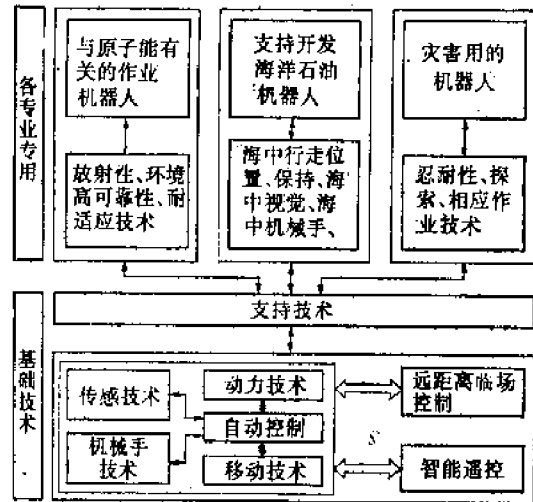 各专业专用
与原子能有
关的作业
机器人
支持开发
海洋石油
机器人
灾害用的
机器人
放射性、环境
高可靠性、耐
适应技术
海中行走位
置、保持、海
中视觉、海
中机械手、
忍耐性、探
索、相应作
业技术
支持技术
基础技术
传感技术
动力技术
远距离临场
控制
自动控制
机械手
技术
移动技术
智能遥控